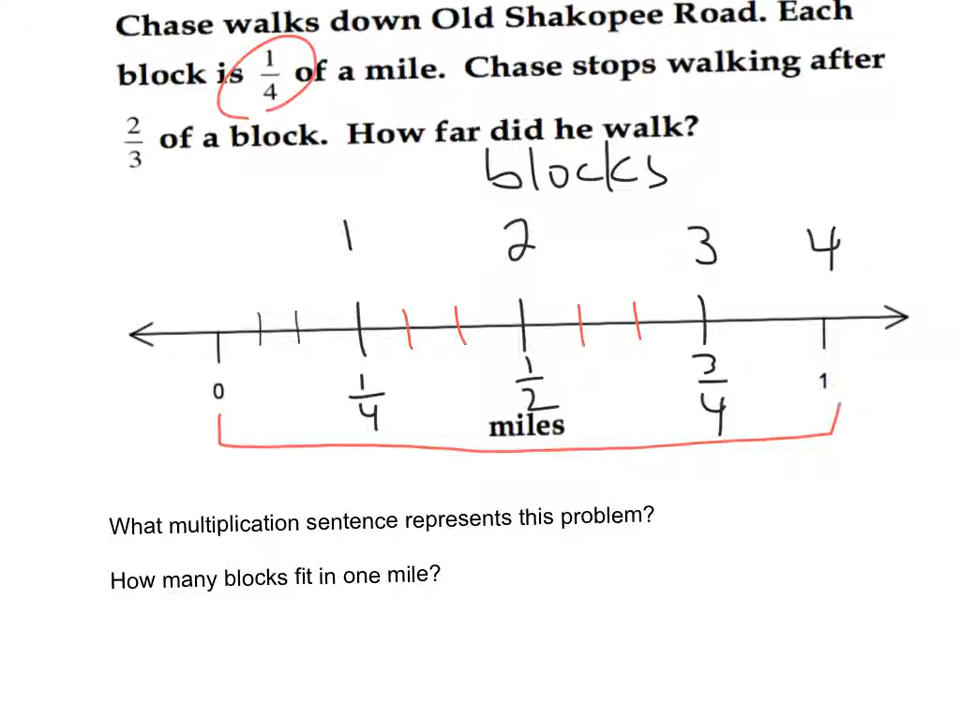 Chase walks down Old Shakopee Road. Each
block is 1/4 of a mile. Chase stops walking after
2/3 of a block. How far did he walk?
blocks
1 2 3 4
0 1/4 1/2 3/4 1
miles
What multiplication sentence represents this problem?
How many blocks fit in one mile?